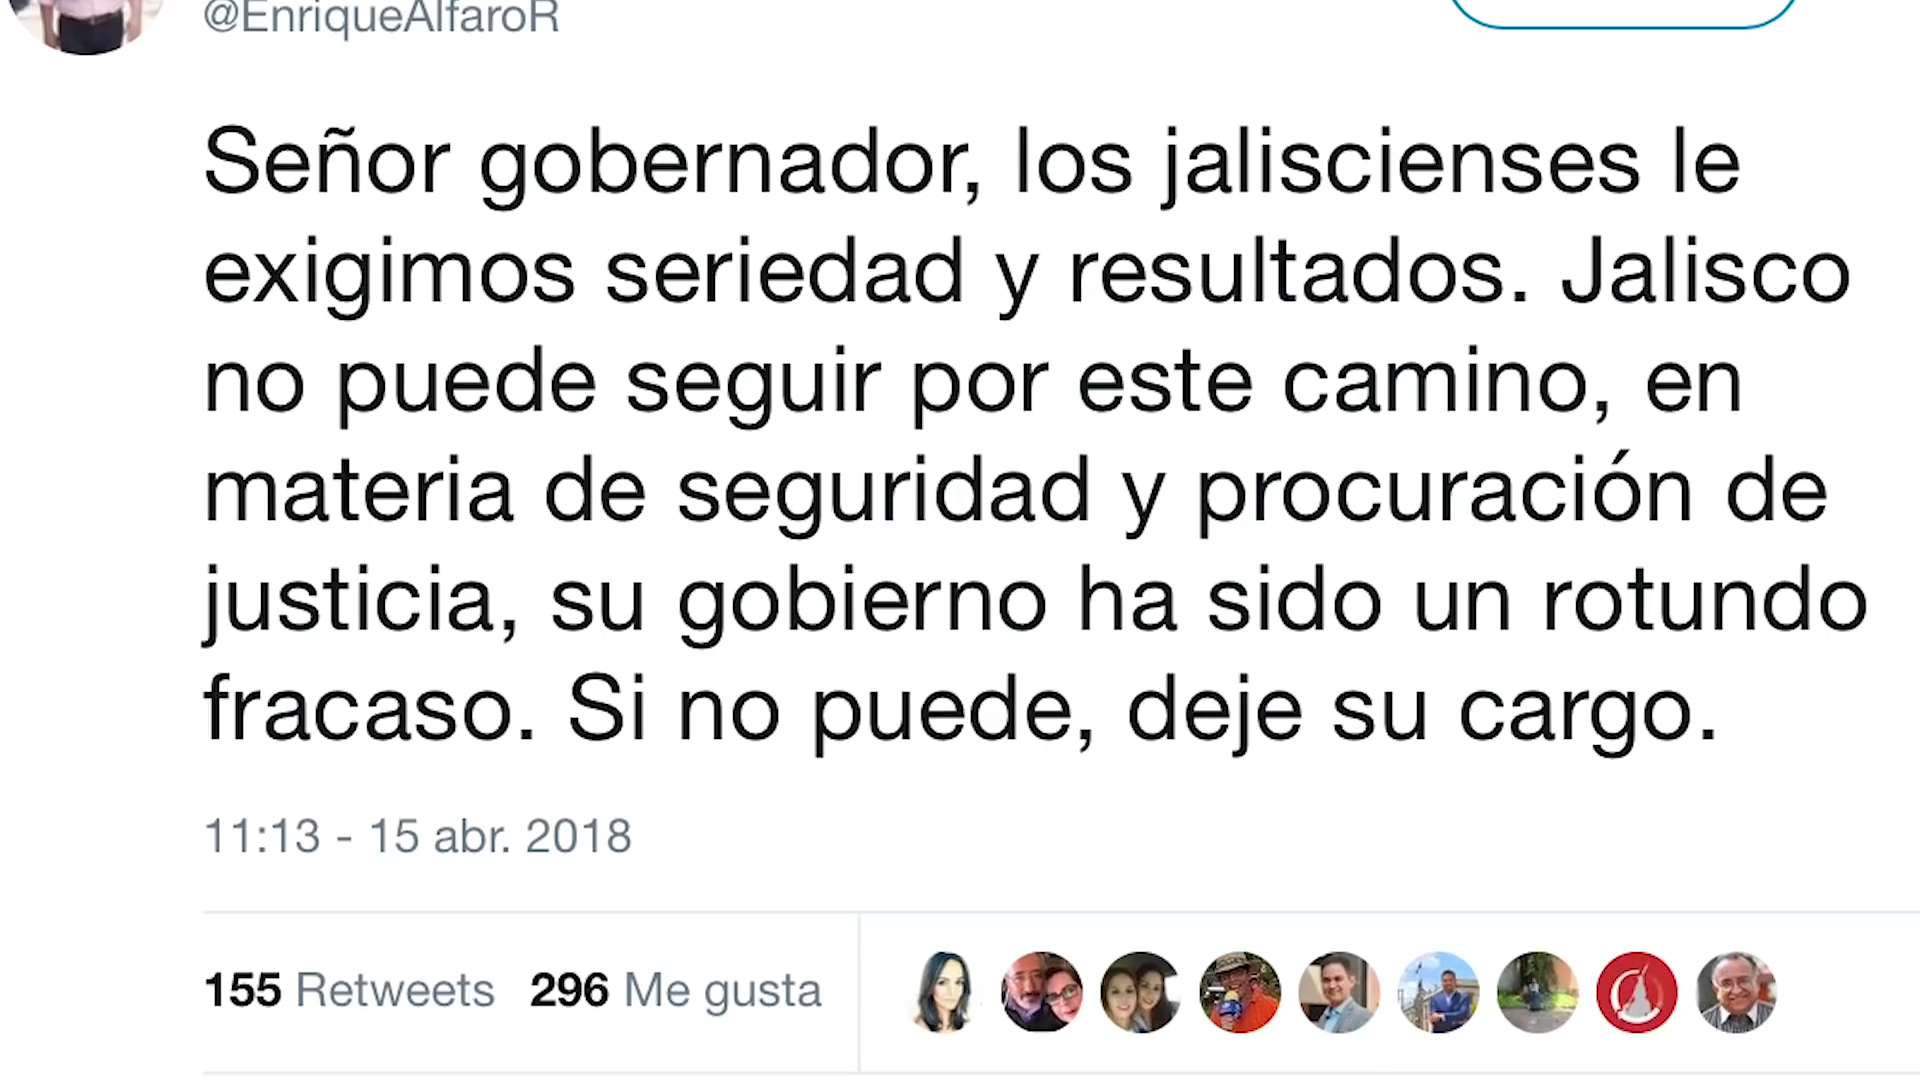 @EnriqueAlfaroR
Señor gobernador, los jaliscienses le
exigimos seriedad y resultados. Jalisco
no puede seguir por este camino, en
materia de seguridad y procuración de
justicia, su gobierno ha sido un rotundo
fracaso. Si no puede, deje su cargo.
11:13 - 15 abr. 2018
155 Retweets 296 Me gusta